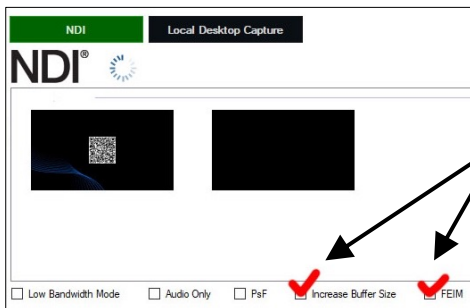 NDI Local Desktop Capture
NDI®
Low Bandwidth Mode Audio Only PsF Increase Buffer Size FEIM